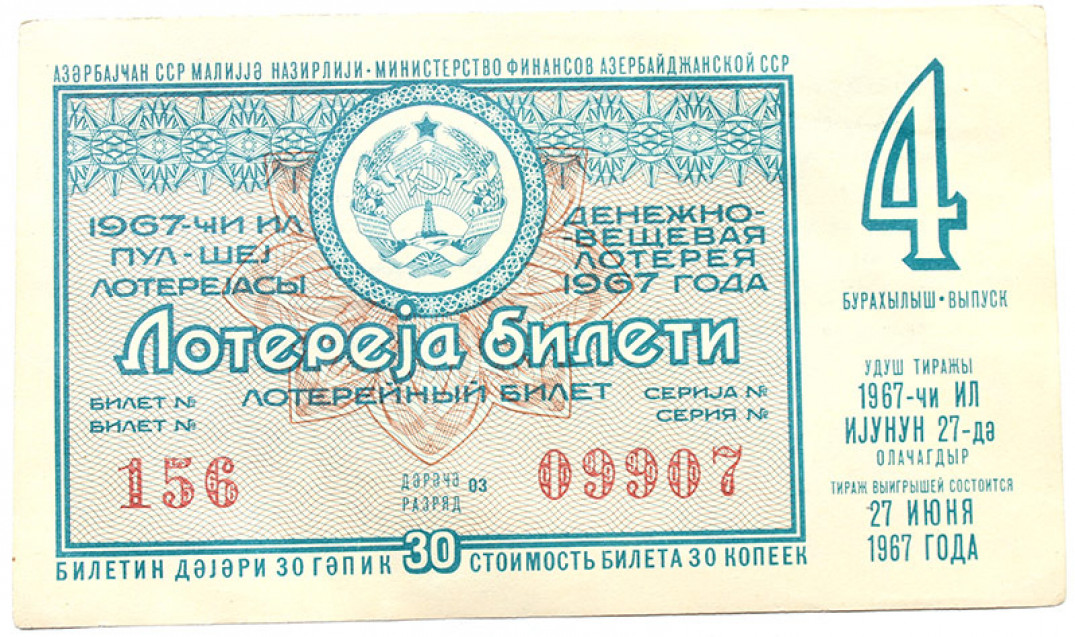 АЗӘРБАЈҸАН ССР МАЛИЈЈӘ НАЗИРЛИЈИ • МИНИСТЕРСТВО ФИНАНСОВ АЗЕРБАЙДЖАНСКОЙ ССР
1967-ЧИ ИЛ
ПУЛ-ШЕЈ
ЛОТЕРЕЈАСЫ
ДЕНЕЖНО-
-ВЕЩЕВАЯ
ЛОТЕРЕЯ
1967 ГОДА
Лотереја билети
ЛОТЕРЕЙНЫЙ БИЛЕТ
БИЛЕТ №
БИЛЕТ №
СЕРИЈА №
СЕРИЯ №
156
ДӘРӘҸӘ
РАЗРЯД
03
09907
БИЛЕТИН ДӘЈӘРИ 30 ГӘПИК 30 СТОИМОСТЬ БИЛЕТА 30 КОПЕЕК
4
БУРАХЫЛЫШ • ВЫПУСК
УДУШ ТИРАЖЫ
1967-чи ИЛ
ИЈУНУН 27-дә
ОЛАЧАГДЫР
ТИРАЖ ВЫИГРЫШЕЙ СОСТОИТСЯ
27 ИЮНЯ
1967 ГОДА